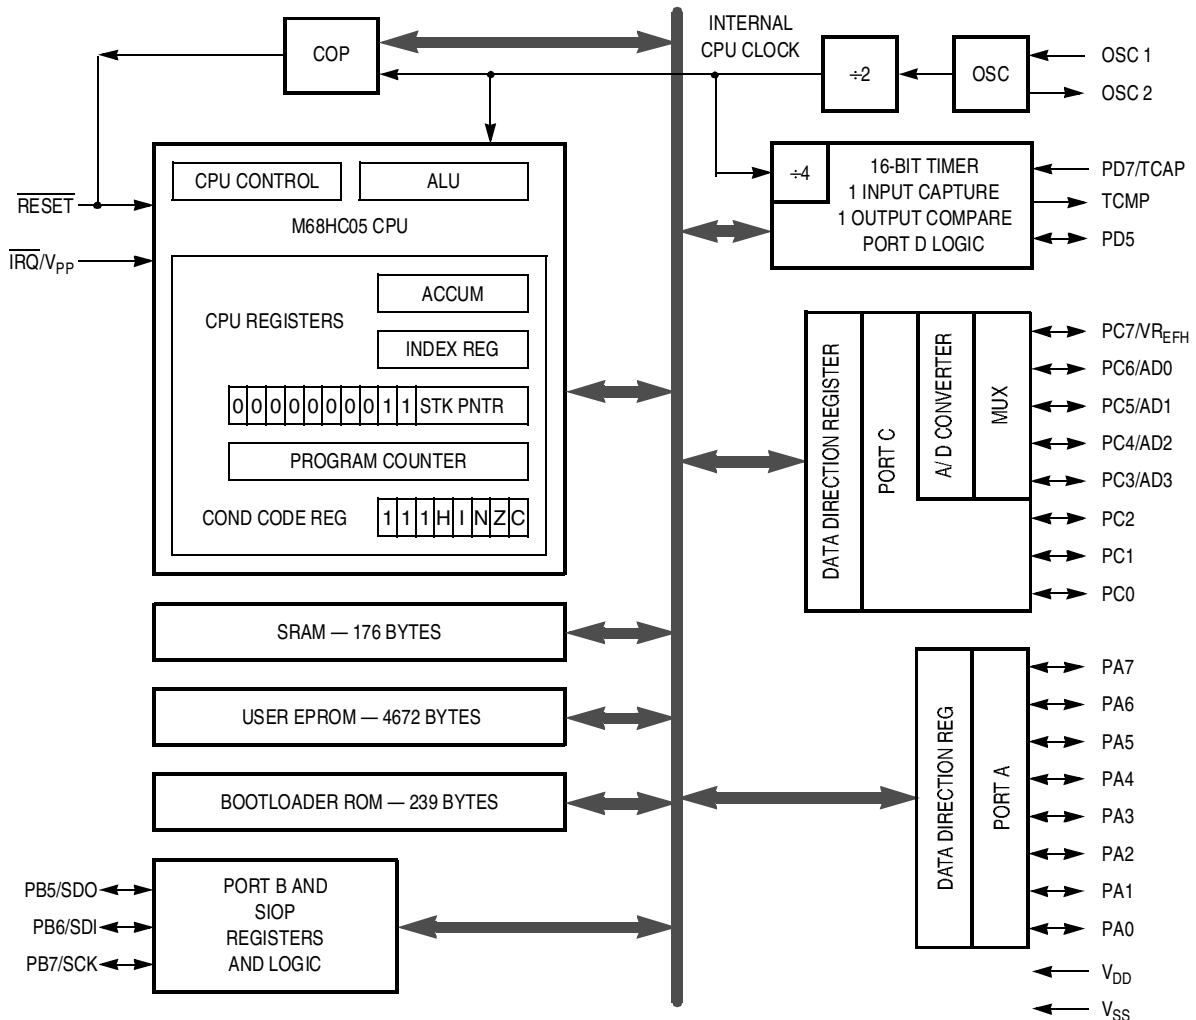 COP
INTERNAL
CPU CLOCK
÷2
OSC
OSC 1
OSC 2
CPU CONTROL
ALU
M68HC05 CPU
RESET
IRQ/VPP
CPU REGISTERS
ACCUM
INDEX REG
0 0 0 0 0 0 0 0 1 1 STK PNTR
PROGRAM COUNTER
COND CODE REG
1 1 1 H I N Z C
÷4
16-BIT TIMER
1 INPUT CAPTURE
1 OUTPUT COMPARE
PORT D LOGIC
PD7/TCAP
TCMP
PD5
DATA DIRECTION REGISTER
PORT C
A/ D CONVERTER
MUX
PC7/VREFH
PC6/AD0
PC5/AD1
PC4/AD2
PC3/AD3
PC2
PC1
PC0
SRAM — 176 BYTES
USER EPROM — 4672 BYTES
BOOTLOADER ROM — 239 BYTES
PORT B AND
SIOP
REGISTERS
AND LOGIC
PB5/SDO
PB6/SDI
PB7/SCK
DATA DIRECTION REG
PORT A
PA7
PA6
PA5
PA4
PA3
PA2
PA1
PA0
VDD
VSS